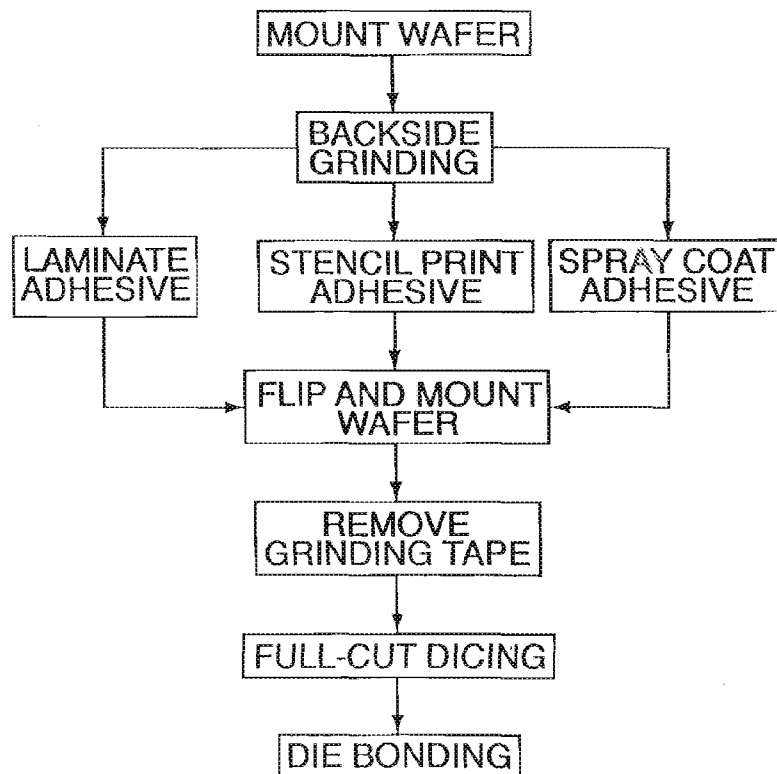 MOUNT WAFER
BACKSIDE
GRINDING
LAMINATE
ADHESIVE
STENCIL PRINT
ADHESIVE
SPRAY COAT
ADHESIVE
FLIP AND MOUNT
WAFER
REMOVE
GRINDING TAPE
FULL-CUT DICING
DIE BONDING